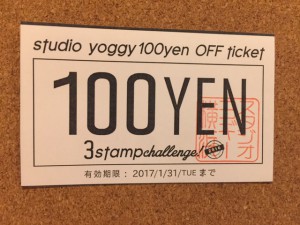 studio yoggy 100yen OFF ticket
100YEN
3stampchallenge!
有効期限 : 2017/1/31/TUE まで